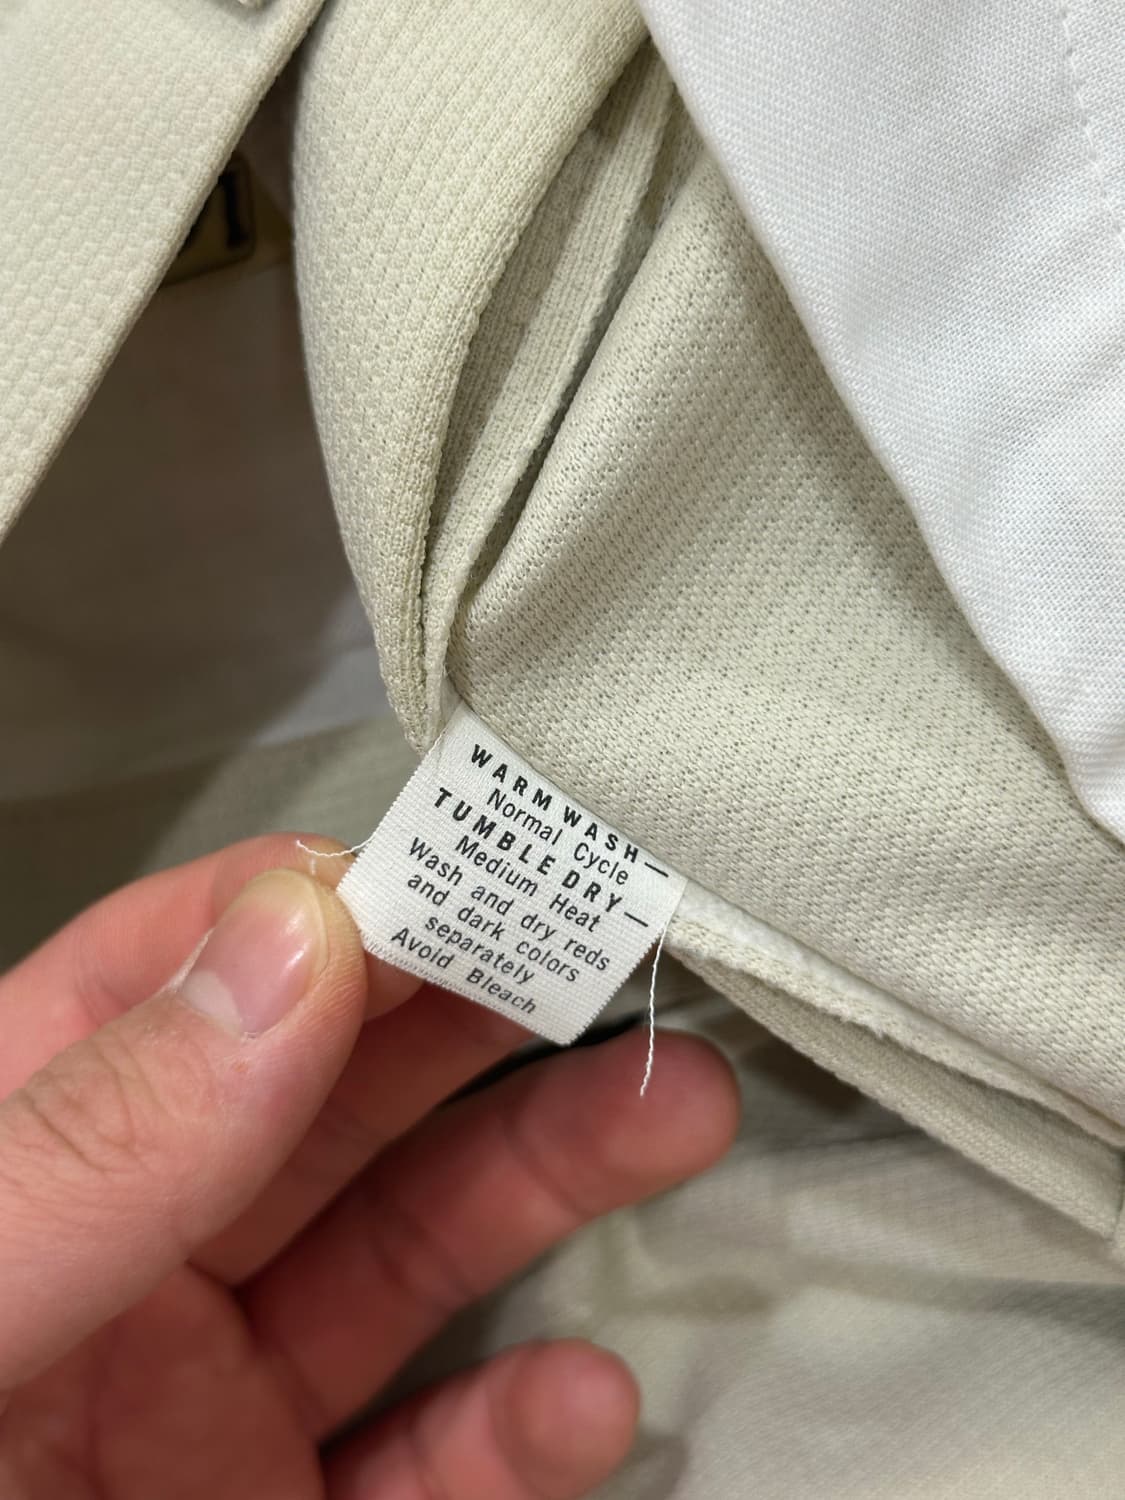 WARM WASH—
Normal Cycle
TUMBLE DRY—
Medium Heat
Wash and dry reds
and dark colors
separately
Avoid Bleach